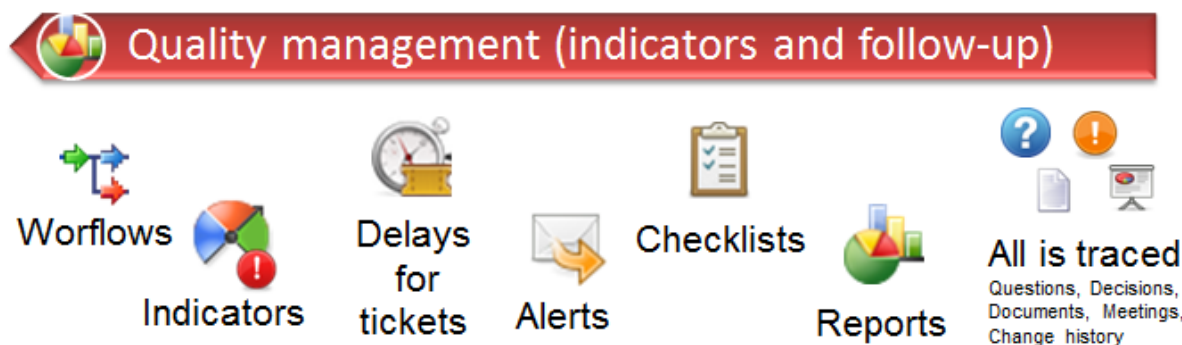 Quality management (indicators and follow-up)
Worflows
Indicators
Delays
for
tickets
Alerts
Checklists
Reports
All is traced
Questions, Decisions,
Documents, Meetings,
Change history